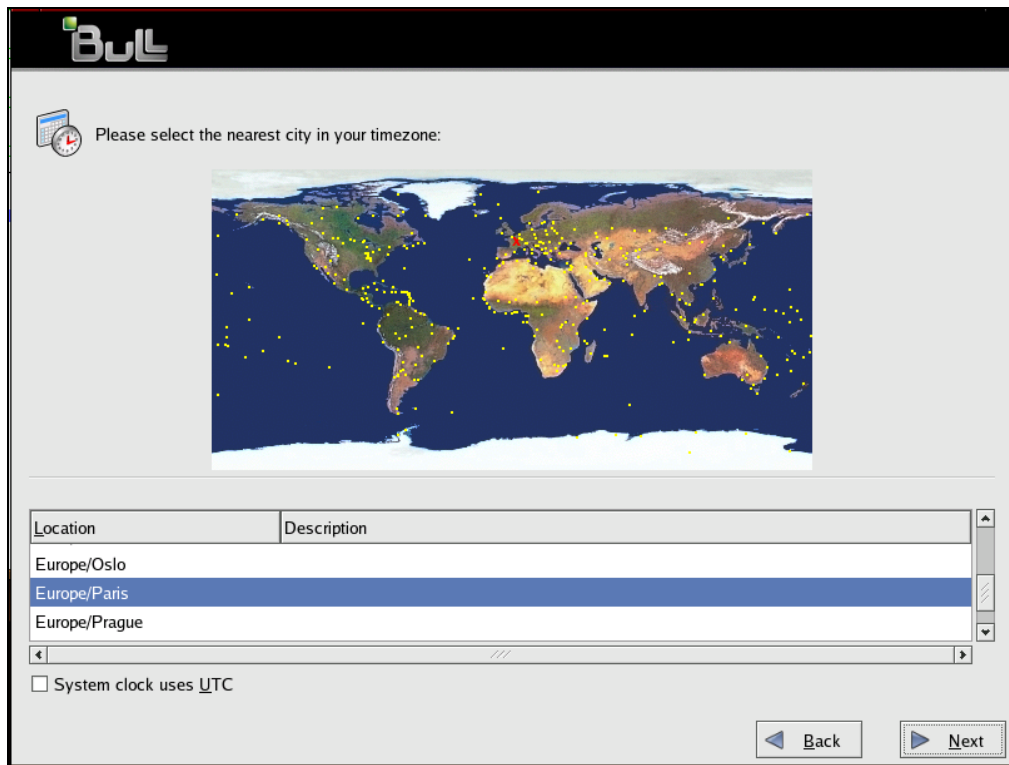 Bull
Please select the nearest city in your timezone:
Location Description
Europe/Oslo
Europe/Paris
Europe/Prague
System clock uses UTC
Back Next